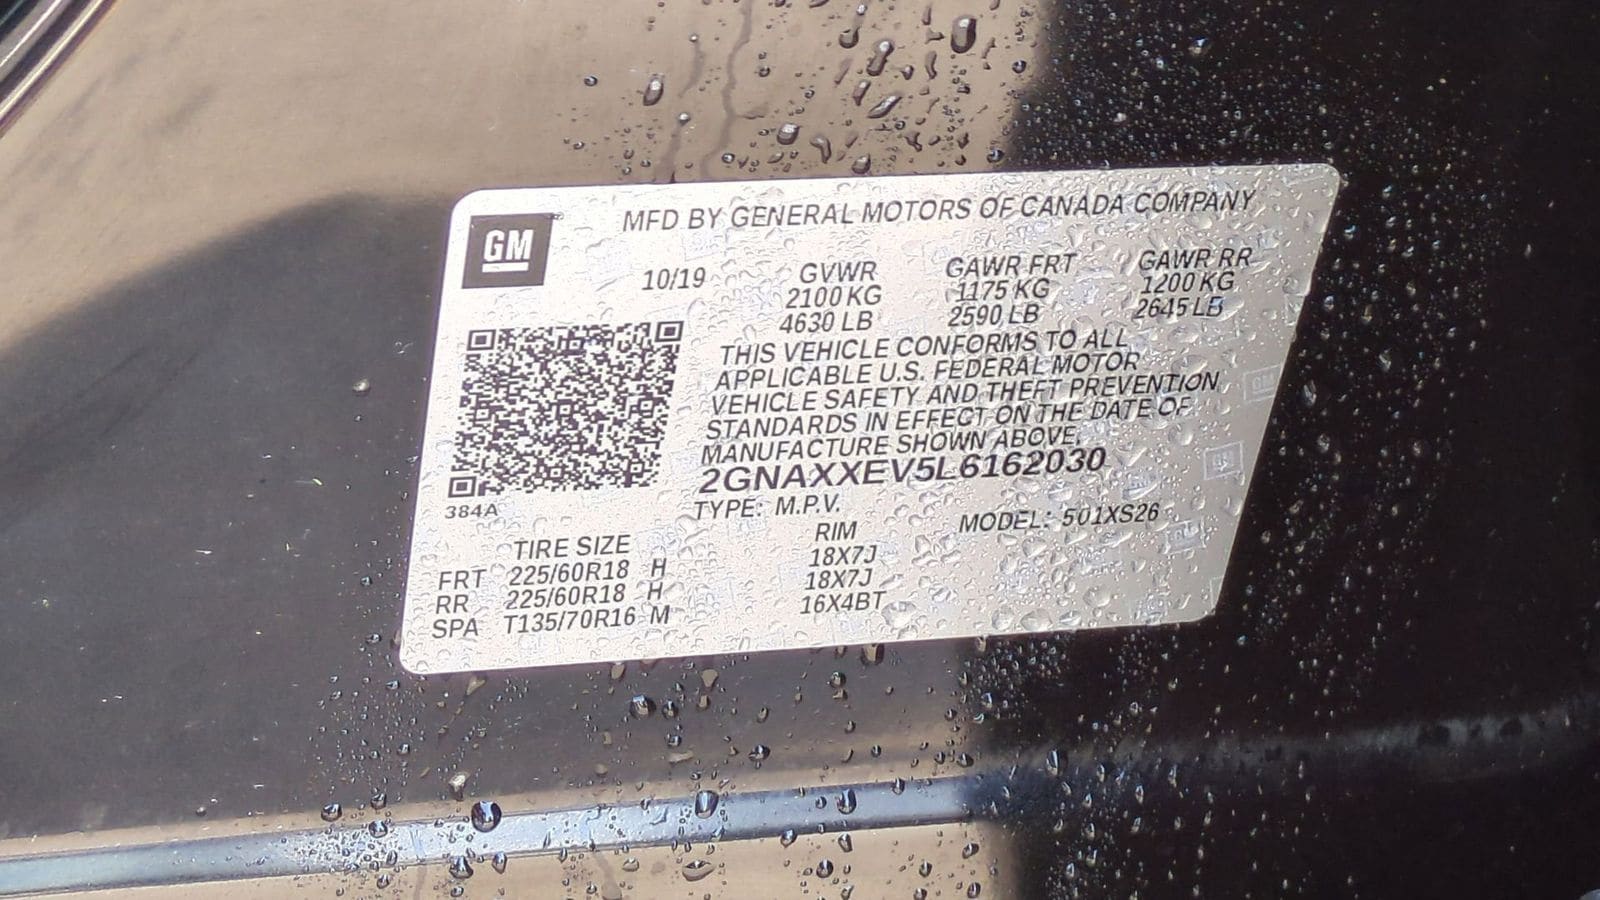 GM
MFD BY GENERAL MOTORS OF CANADA COMPANY
10/19 GVWR GAWR FRT GAWR RR
2100 KG 1175 KG 1200 KG
4630 LB 2590 LB 2645 LB
THIS VEHICLE CONFORMS TO ALL
APPLICABLE U.S. FEDERAL MOTOR
VEHICLE SAFETY AND THEFT PREVENTION
STANDARDS IN EFFECT ON THE DATE OF
MANUFACTURE SHOWN ABOVE.
2GNAXXEV5L6162030
384A TYPE: M.P.V. MODEL: 501XS26
TIRE SIZE RIM
FRT 225/60R18 H 18X7J
RR 225/60R18 H 18X7J
SPA T135/70R16 M 16X4BT